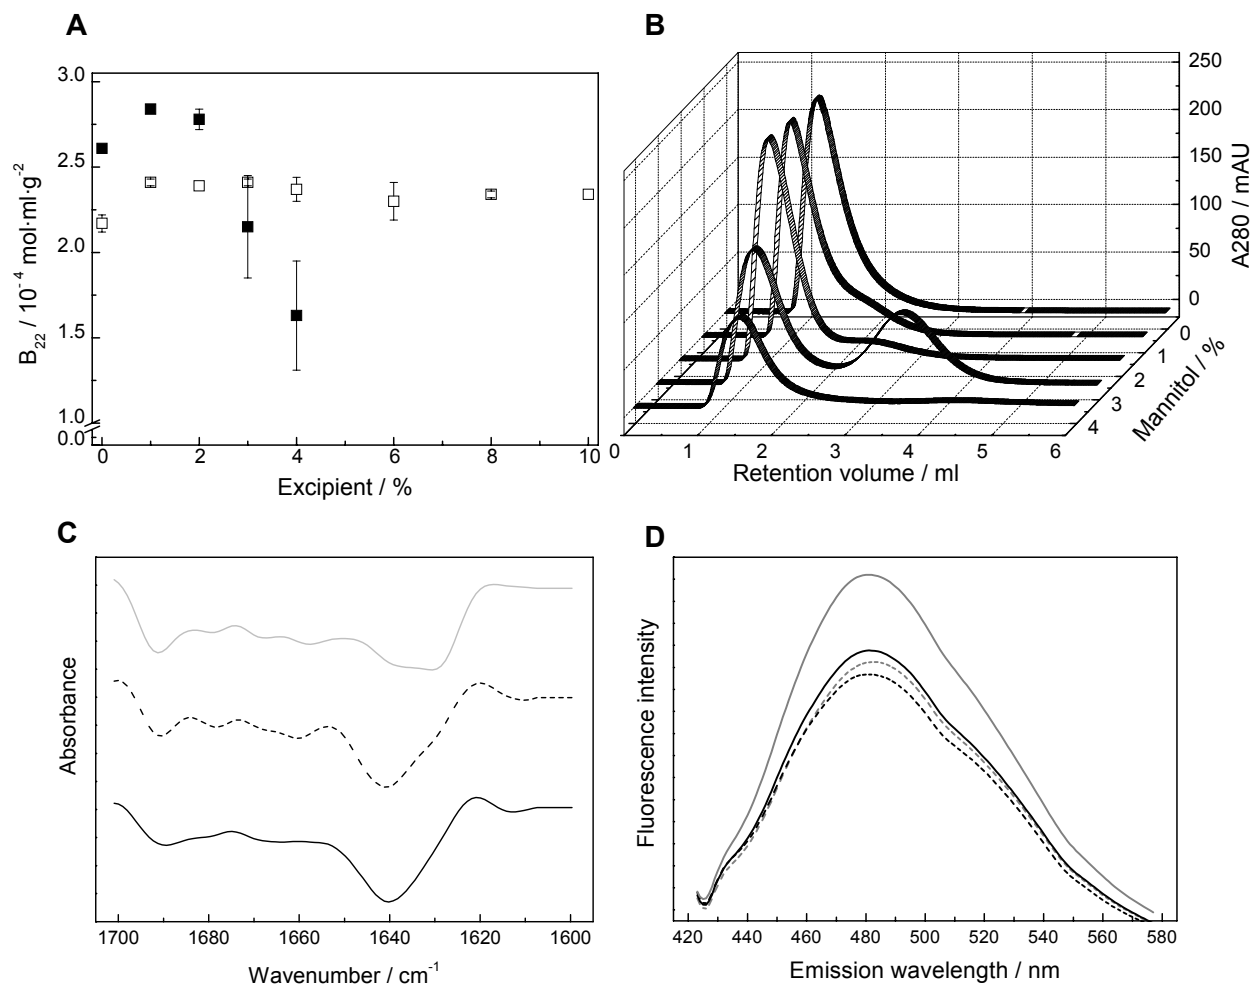 A
3.0
2.5
2.0
1.5
1.0
0.0
B22 / 10-4 mol·ml·g-2
0 2 4 6 8 10
Excipient / %
B
250
200
150
100
50
0
A280 / mAU
0 1 2 3 4
Mannitol / %
0 1 2 3 4 5 6
Retention volume / ml
C
Absorbance
1700 1680 1660 1640 1620 1600
Wavenumber / cm-1
D
Fluorescence intensity
420 440 460 480 500 520 540 560 580
Emission wavelength / nm